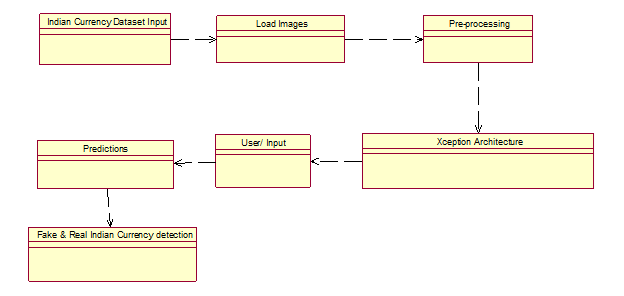 Indian Currency Dataset Input
Load Images
Pre-processing
Xception Architecture
User/ Input
Predictions
Fake & Real Indian Currency detection